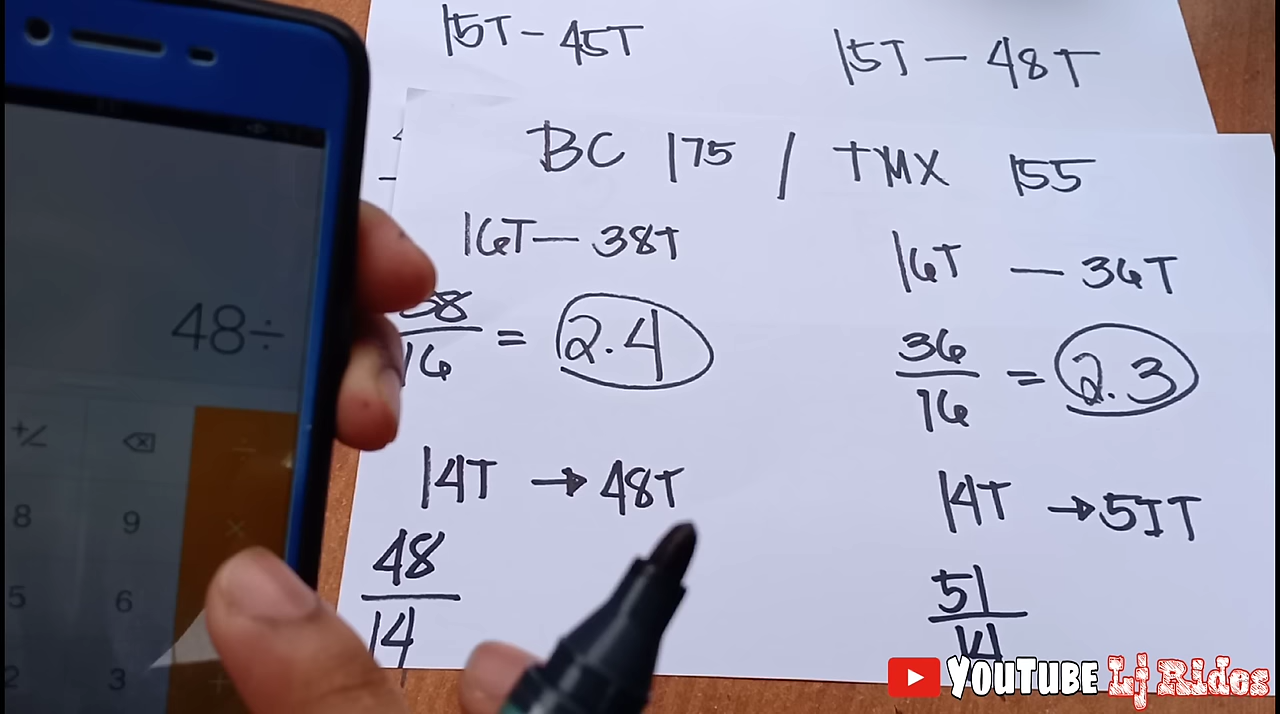 15T - 45T
15T - 48T
BC 175 / TMX 155
16T - 38T
38/16 = 2.4
16T - 36T
36/16 = 2.3
14T → 48T
48/14
14T → 51T
51/14
48÷
+/-
÷
8
9
×
5
6
2
3
+
YOUTUBE Lj Rides